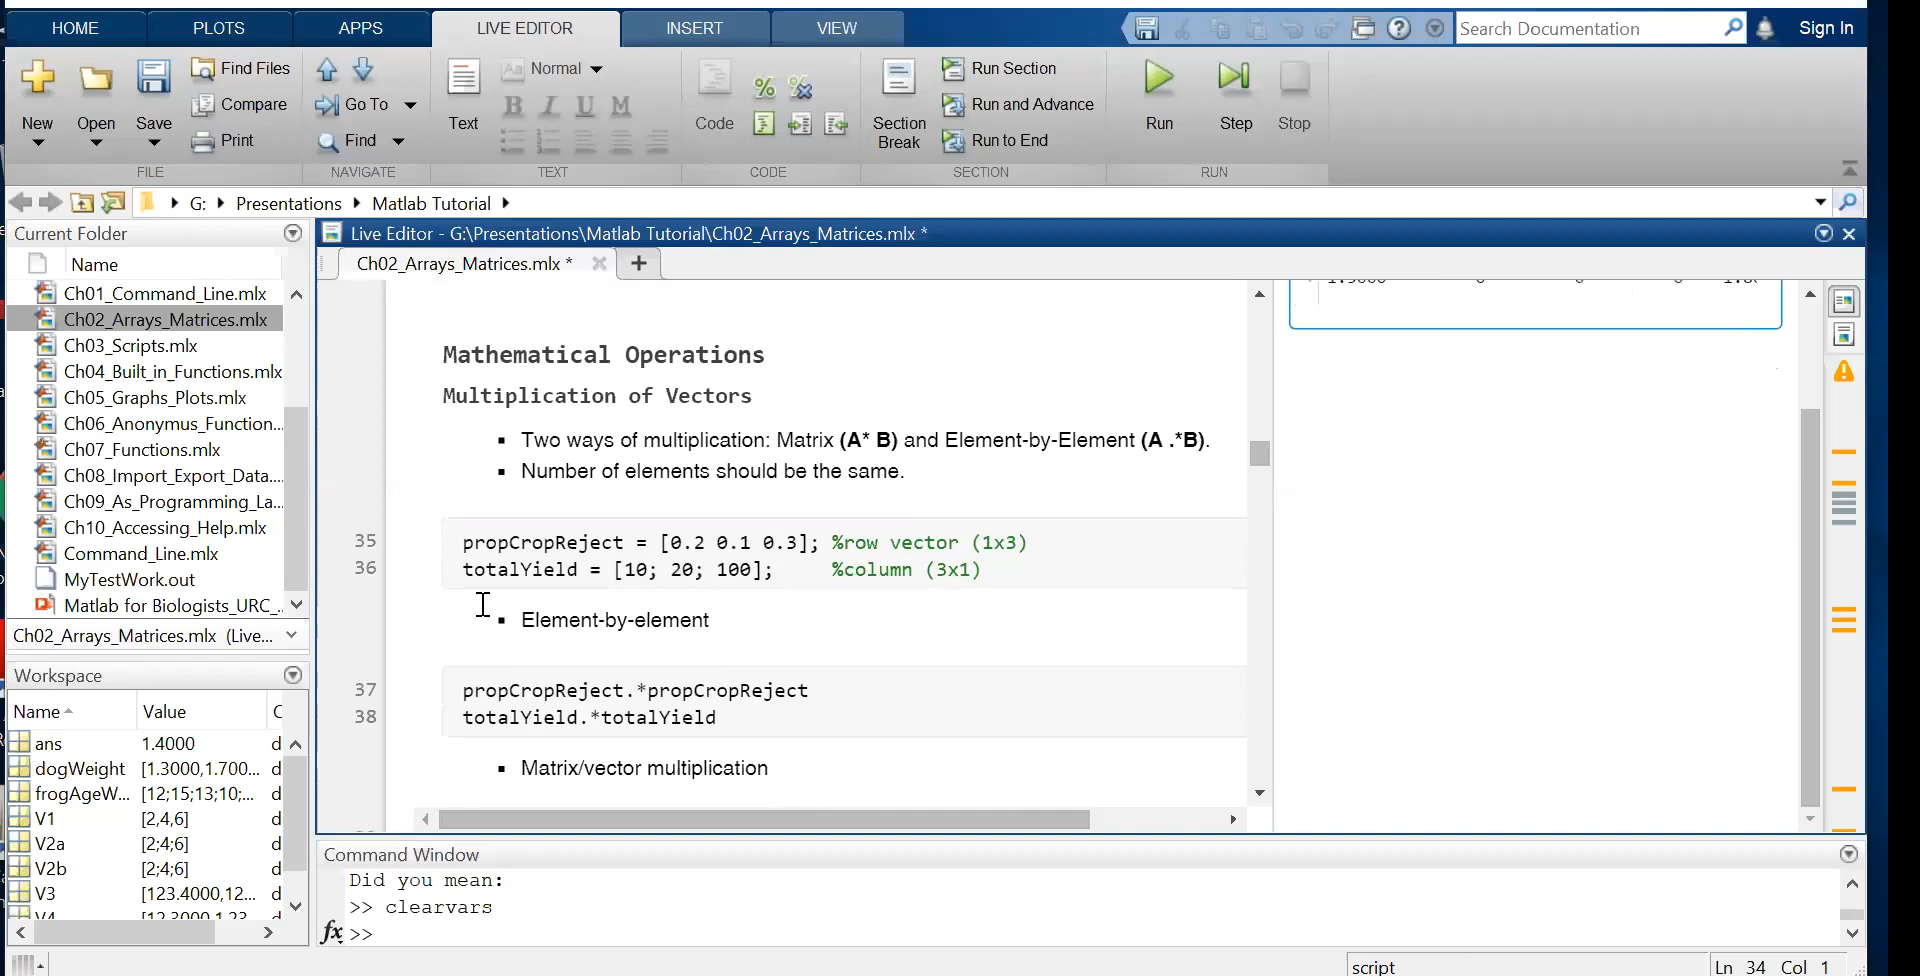 HOME PLOTS APPS LIVE EDITOR INSERT VIEW Search Documentation Sign In
New Open Save Find Files Compare Print
FILE
Go To Find
NAVIGATE
Text Normal B I U M
TEXT
Code
CODE
Section Break Run Section Run and Advance Run to End
SECTION
Run Step Stop
RUN
G: Presentations Matlab Tutorial
Current Folder
Name
Ch01_Command_Line.mlx
Ch02_Arrays_Matrices.mlx
Ch03_Scripts.mlx
Ch04_Built_in_Functions.mlx
Ch05_Graphs_Plots.mlx
Ch06_Anonymus_Function...
Ch07_Functions.mlx
Ch08_Import_Export_Data....
Ch09_As_Programming_La...
Ch10_Accessing_Help.mlx
Command_Line.mlx
MyTestWork.out
Matlab for Biologists_URC_...
Ch02_Arrays_Matrices.mlx (Live...
Workspace
Name Value C
ans 1.4000 d
dogWeight [1.3000,1.700... d
frogAgeW... [12;15;13;10;... d
V1 [2,4,6] d
V2a [2;4;6] d
V2b [2;4;6] d
V3 [123.4000,12... d
Live Editor - G:\Presentations\Matlab Tutorial\Ch02_Arrays_Matrices.mlx *
Ch02_Arrays_Matrices.mlx * +
Mathematical Operations
Multiplication of Vectors
▪ Two ways of multiplication: Matrix (A* B) and Element-by-Element (A .*B).
▪ Number of elements should be the same.
35 propCropReject = [0.2 0.1 0.3]; %row vector (1x3)
36 totalYield = [10; 20; 100]; %column (3x1)
▪ Element-by-element
37 propCropReject.*propCropReject
38 totalYield.*totalYield
▪ Matrix/vector multiplication
Command Window
Did you mean:
>> clearvars
fx >>
script Ln 34 Col 1